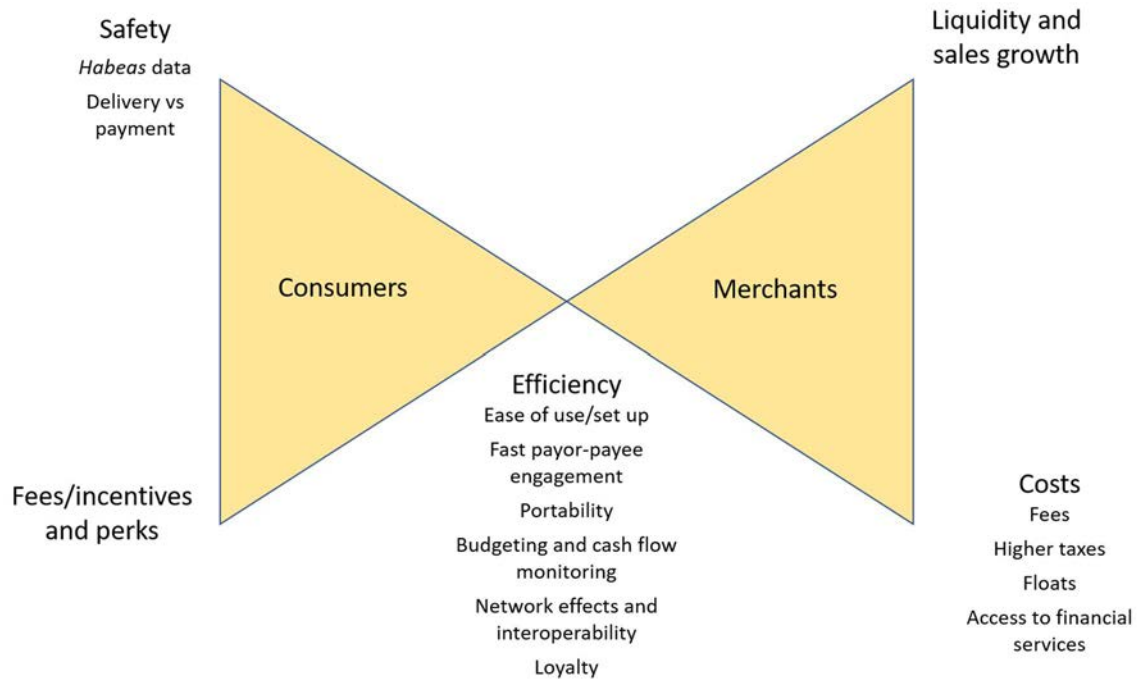 Safety
Habeas data
Delivery vs
payment
Liquidity and
sales growth
Consumers
Merchants
Fees/incentives
and perks
Efficiency
Ease of use/set up
Fast payor-payee
engagement
Portability
Budgeting and cash flow
monitoring
Network effects and
interoperability
Loyalty
Costs
Fees
Higher taxes
Floats
Access to financial
services